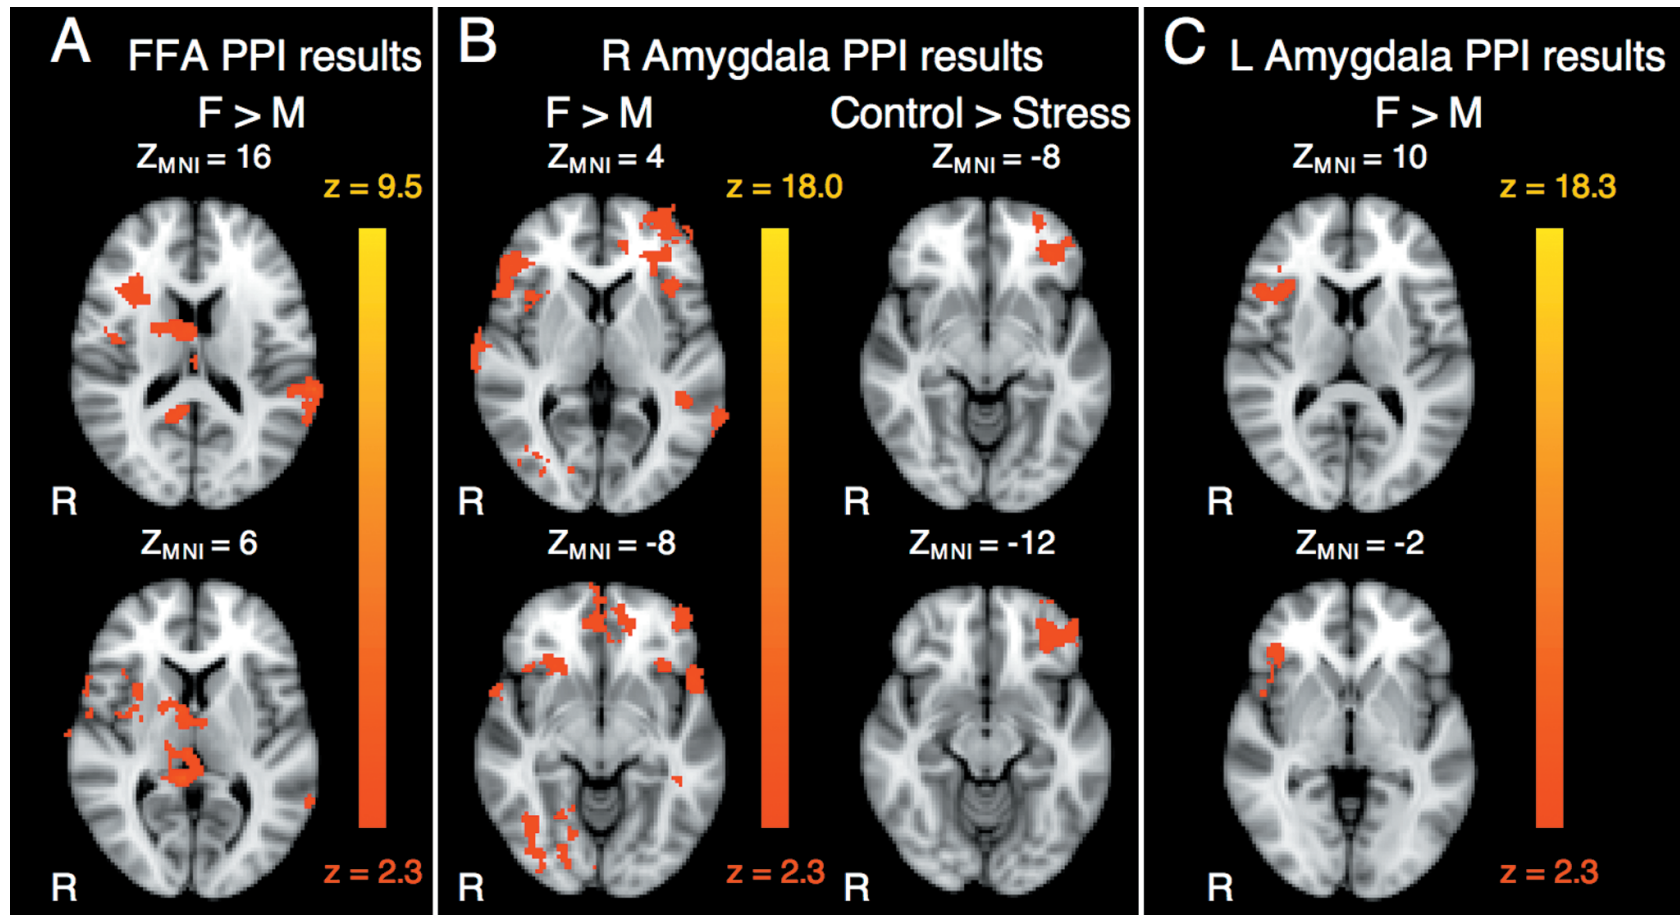 A
FFA PPI results
F > M
ZMNI = 16
z = 9.5
R
ZMNI = 6
z = 2.3
R
B
R Amygdala PPI results
F > M
Control > Stress
ZMNI = 4
ZMNI = -8
z = 18.0
R
R
ZMNI = -8
ZMNI = -12
z = 2.3
R
R
C
L Amygdala PPI results
F > M
ZMNI = 10
z = 18.3
R
ZMNI = -2
z = 2.3
R